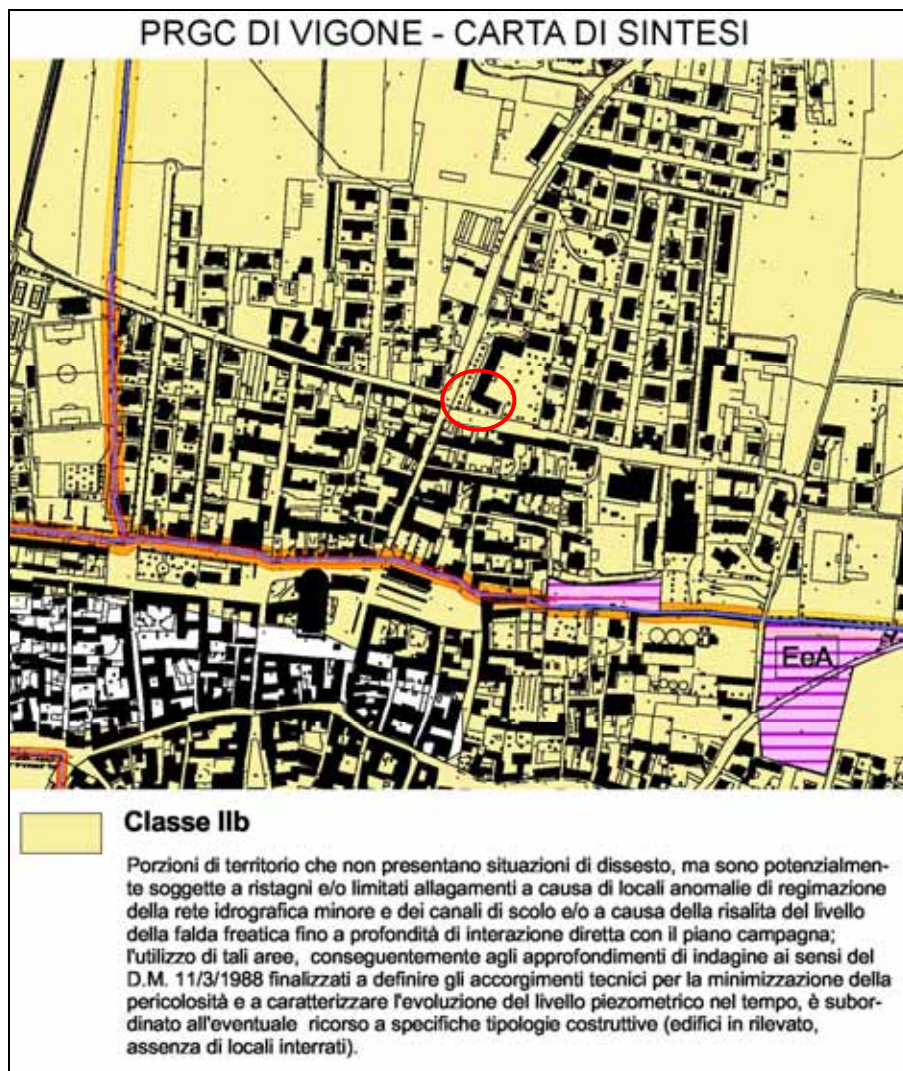 PRGC DI VIGONE - CARTA DI SINTESI
EeA
Classe IIb
Porzioni di territorio che non presentano situazioni di dissesto, ma sono potenzialmen-
te soggette a ristagni e/o limitati allagamenti a causa di locali anomalie di regimazione
della rete idrografica minore e dei canali di scolo e/o a causa della risalita del livello
della falda freatica fino a profondità di interazione diretta con il piano campagna;
l'utilizzo di tali aree, conseguentemente agli approfondimenti di indagine ai sensi del
D.M. 11/3/1988 finalizzati a definire gli accorgimenti tecnici per la minimizzazione della
pericolosità e a caratterizzare l'evoluzione del livello piezometrico nel tempo, è subor-
dinato all'eventuale ricorso a specifiche tipologie costruttive (edifici in rilevato,
assenza di locali interrati).